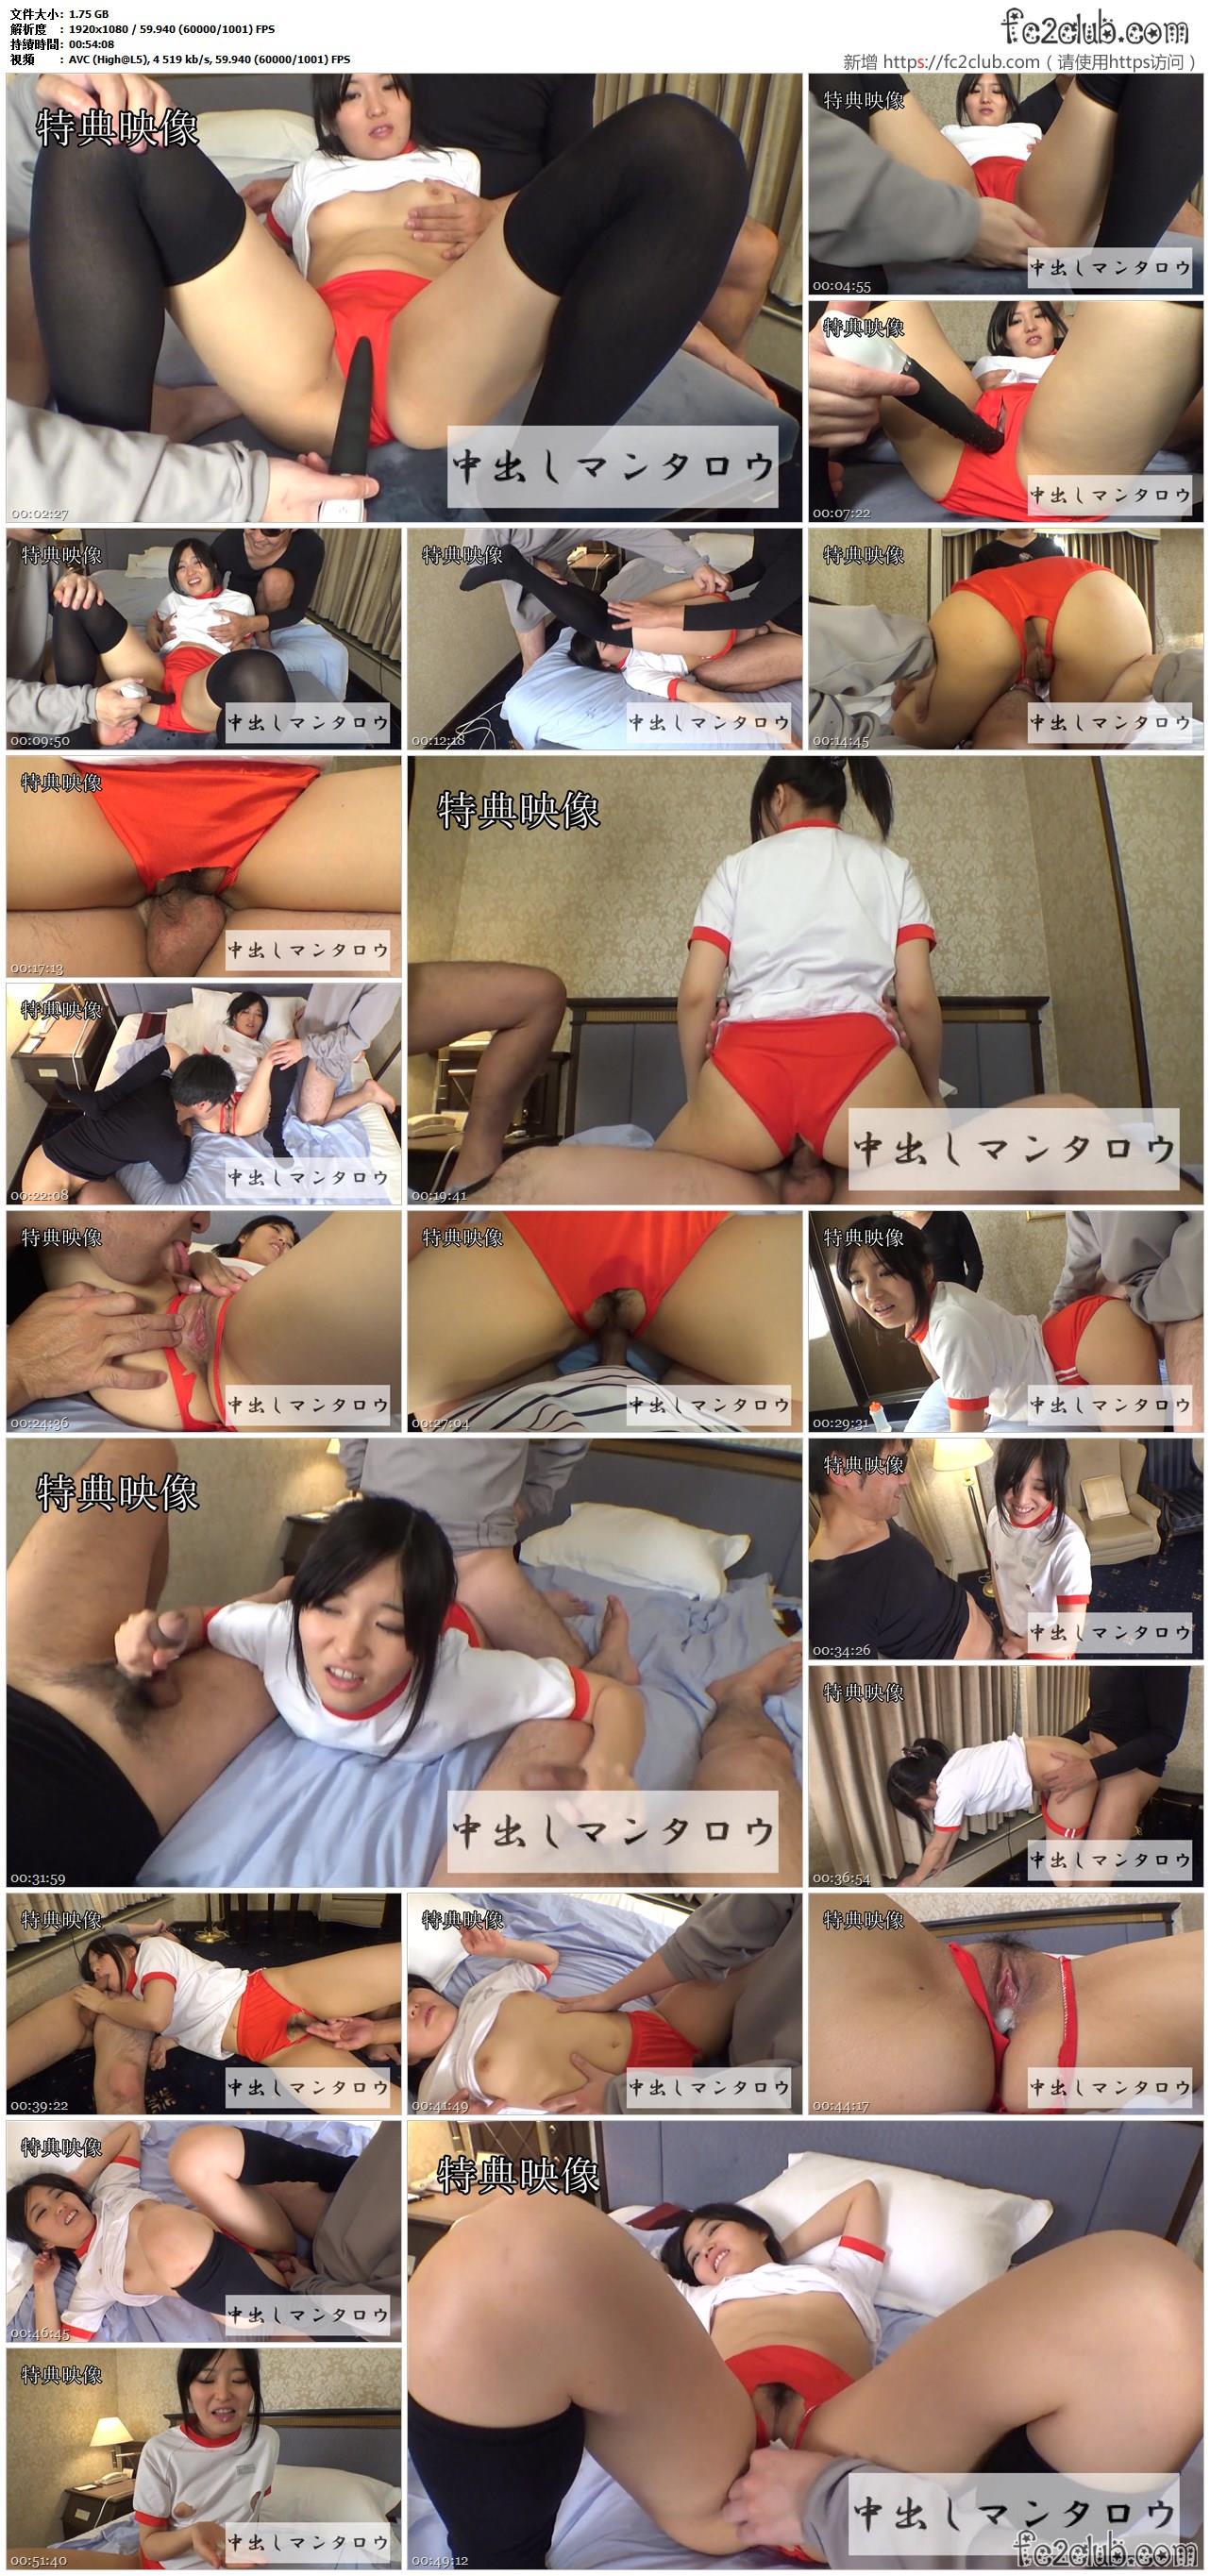 文件大小: 1.75 GB
解析度 : 1920x1080 / 59.940 (60000/1001) FPS
持續時間: 00:54:08
視頻 : AVC (High@L5), 4 519 kb/s, 59.940 (60000/1001) FPS
fc2club.com
新增 https://fc2club.com（请使用https访问）
特典映像
中出しマンタロウ
00:02:27
特典映像
中出しマンタロウ
00:04:55
特典映像
中出しマンタロウ
00:07:22
特典映像
中出しマンタロウ
00:09:50
特典映像
中出しマンタロウ
00:12:18
特典映像
中出しマンタロウ
00:14:45
特典映像
中出しマンタロウ
00:17:13
特典映像
中出しマンタロウ
00:19:41
特典映像
中出しマンタロウ
00:22:08
特典映像
中出しマンタロウ
00:24:36
特典映像
中出しマンタロウ
00:27:04
特典映像
中出しマンタロウ
00:29:31
特典映像
中出しマンタロウ
00:31:59
特典映像
中出しマンタロウ
00:34:26
特典映像
中出しマンタロウ
00:36:54
特典映像
中出しマンタロウ
00:39:22
特典映像
中出しマンタロウ
00:41:49
特典映像
中出しマンタロウ
00:44:17
特典映像
中出しマンタロウ
00:46:45
特典映像
中出しマンタロウ
00:49:12
特典映像
中出しマンタロウ
00:51:40
fc2club.com